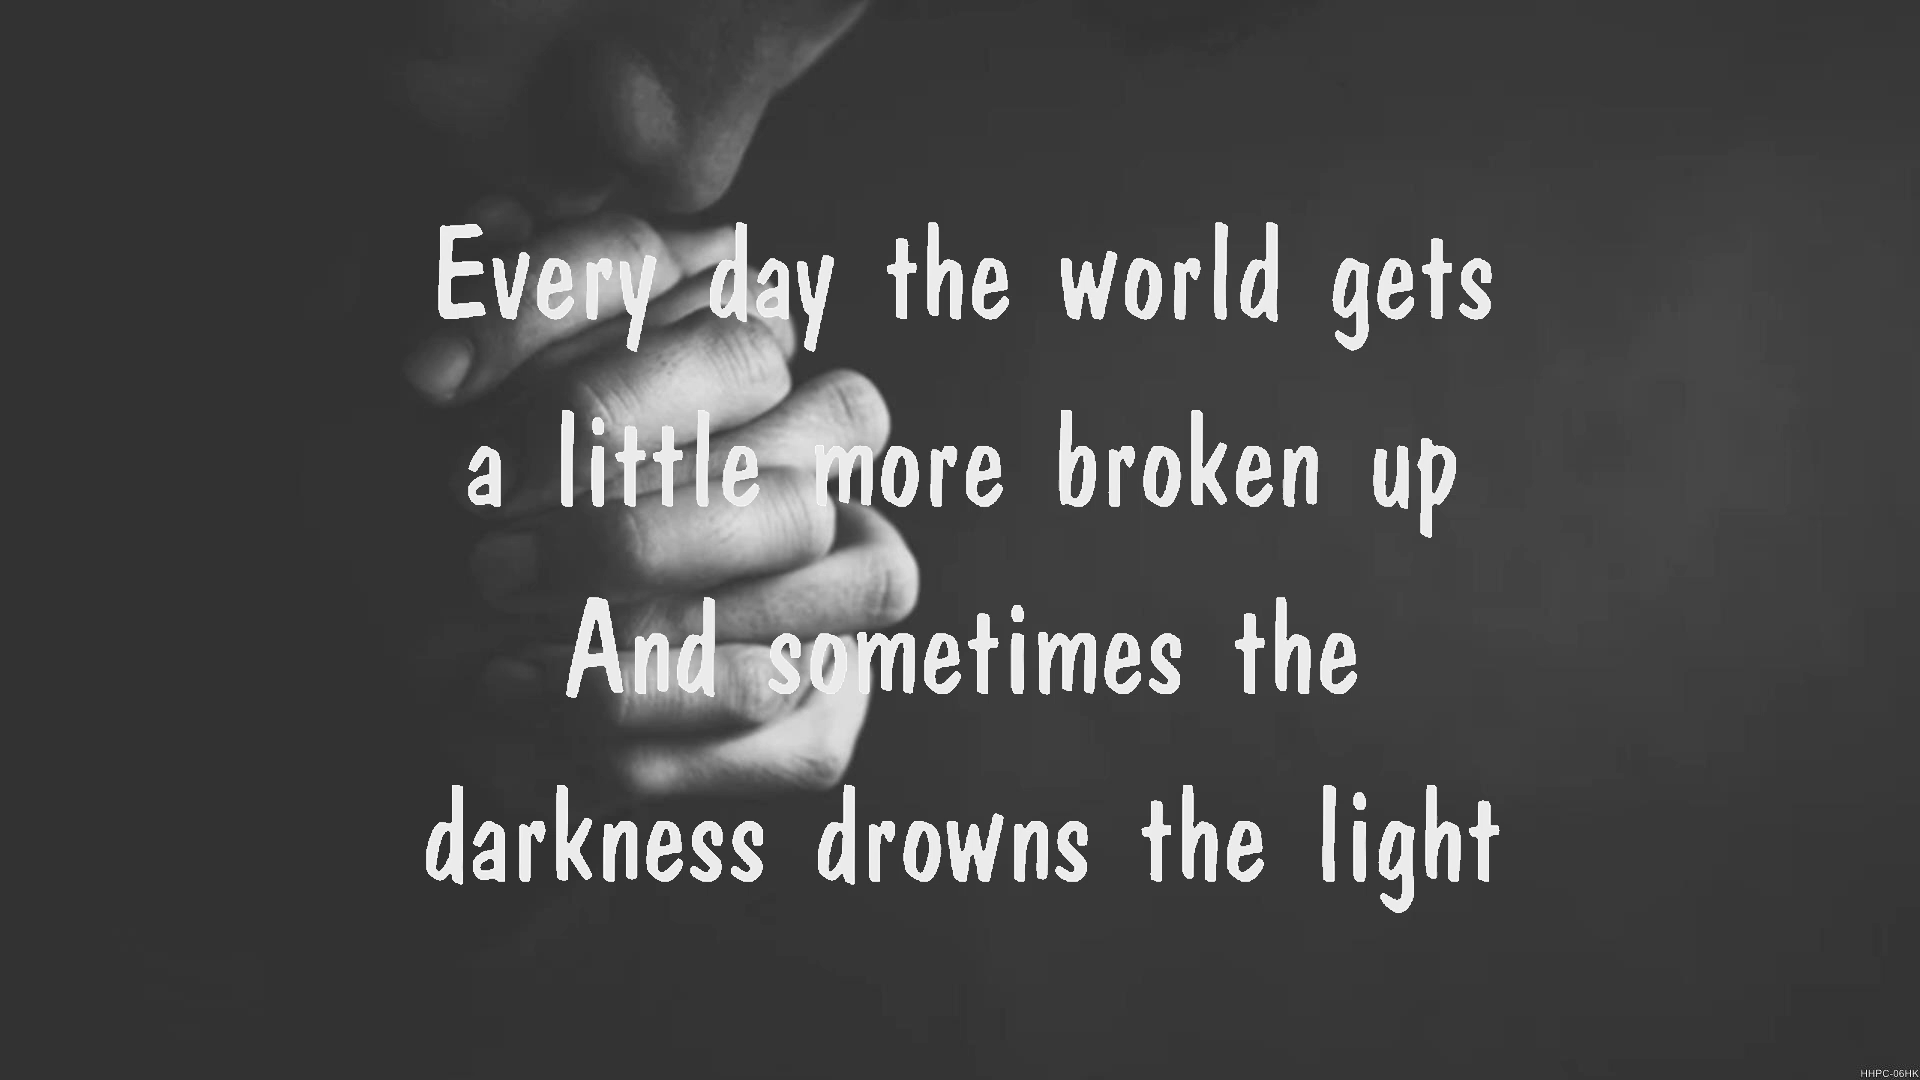 Every day the world gets
a little more broken up
And sometimes the
darkness drowns the light
HHPC-06HK